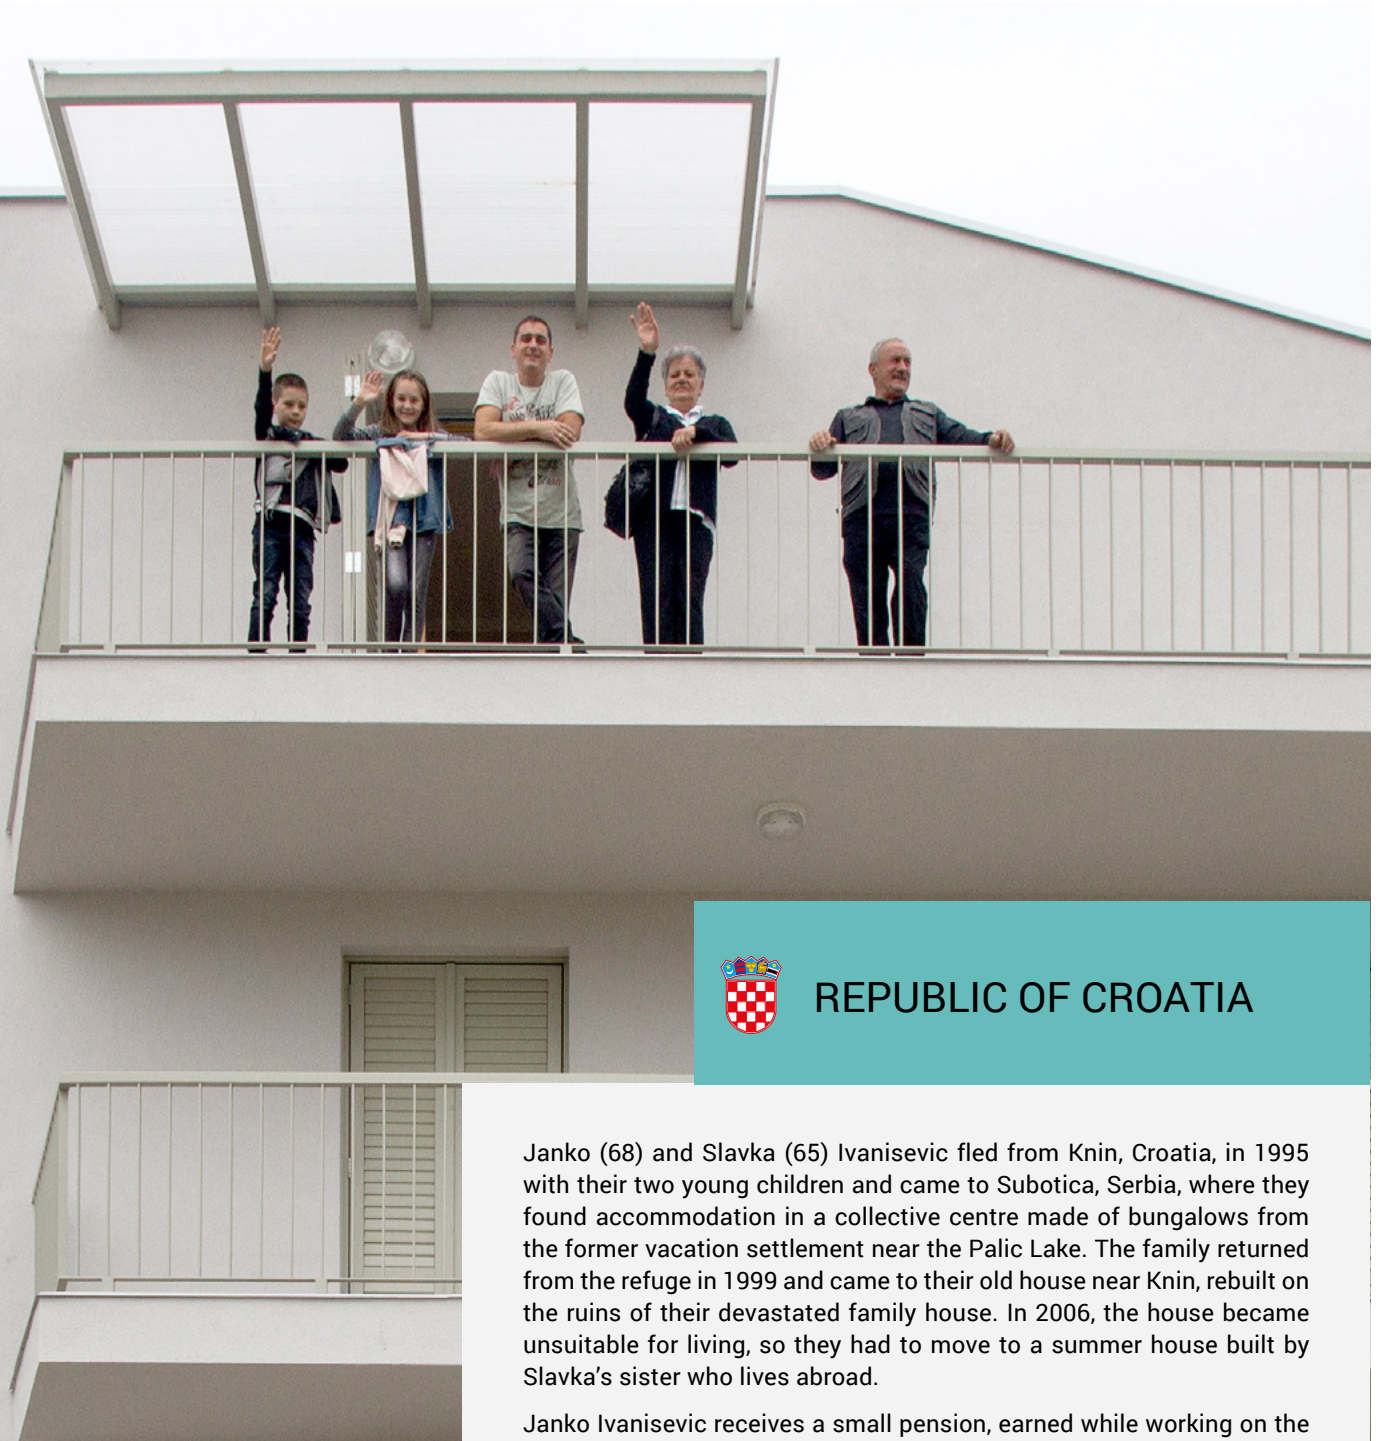 REPUBLIC OF CROATIA
Janko (68) and Slavka (65) Ivanisevic fled from Knin, Croatia, in 1995
with their two young children and came to Subotica, Serbia, where they
found accommodation in a collective centre made of bungalows from
the former vacation settlement near the Palic Lake. The family returned
from the refuge in 1999 and came to their old house near Knin, rebuilt on
the ruins of their devastated family house. In 2006, the house became
unsuitable for living, so they had to move to a summer house built by
Slavka’s sister who lives abroad.
Janko Ivanisevic receives a small pension, earned while working on the